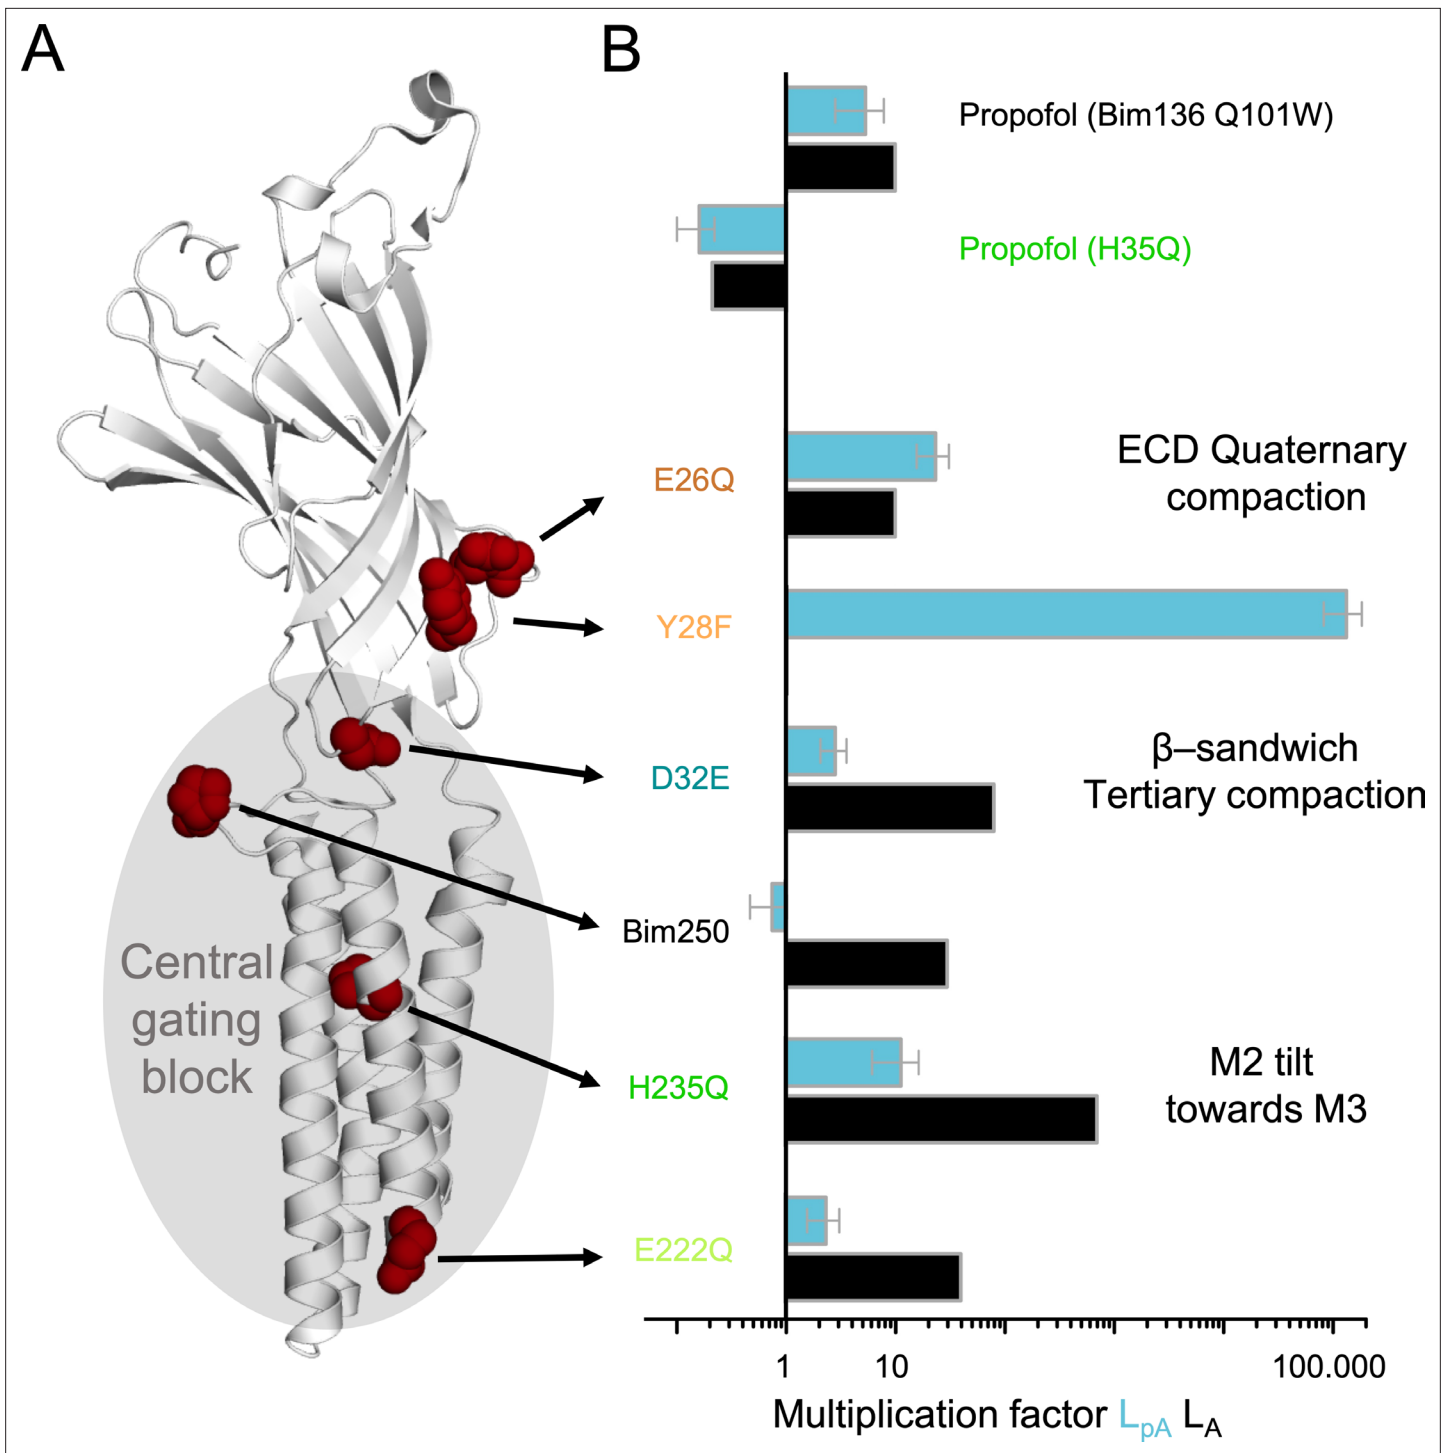 A
B
Propofol (Bim136 Q101W)
Propofol (H35Q)
E26Q
ECD Quaternary
compaction
Y28F
D32E
β–sandwich
Tertiary compaction
Bim250
Central
gating
block
H235Q
M2 tilt
towards M3
E222Q
1 10 100.000
Multiplication factor LpA LA